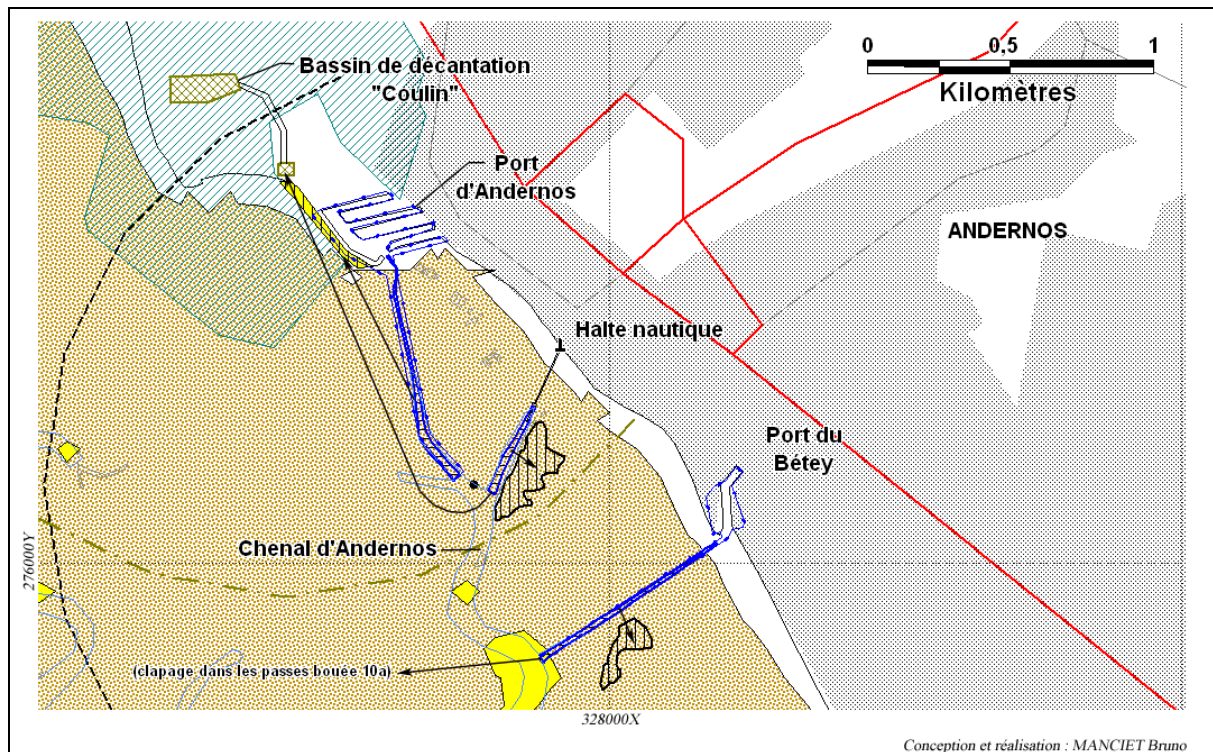 0 0,5 1
Kilomètres
Bassin de décantation
"Coulin"
Port
d'Andernos
ANDERNOS
Halte nautique
Port du
Bétey
Chenal d'Andernos
276000Y
(clapage dans les passes bouée 10a)
328000X
Conception et réalisation : MANCIET Bruno